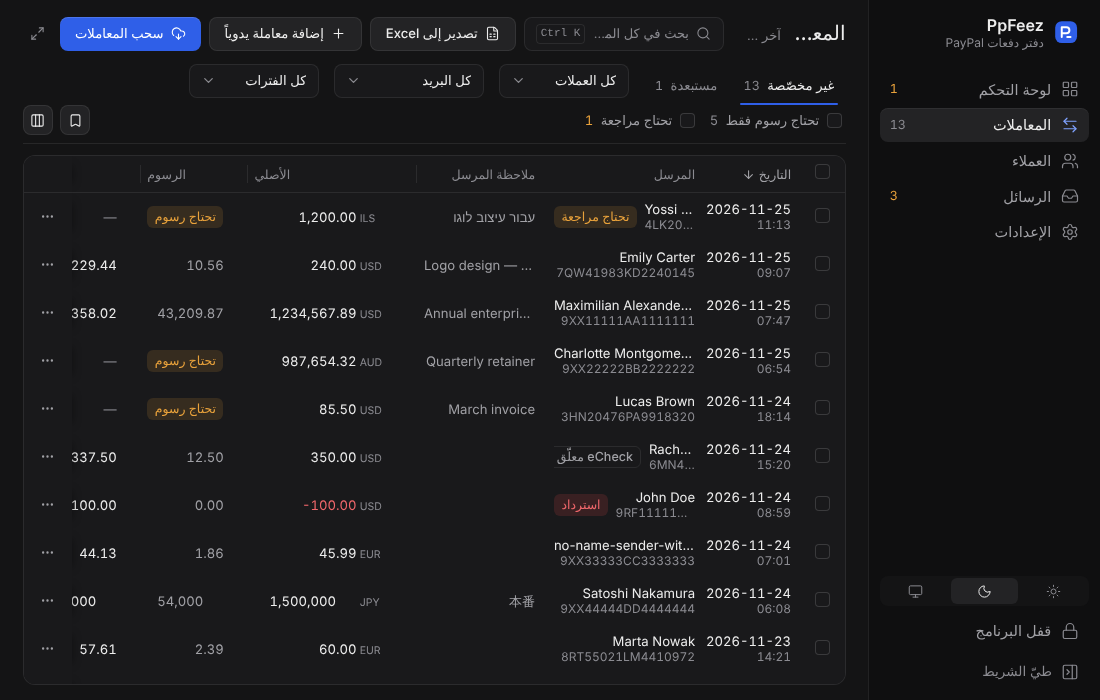 PpFeez
دفتر دفعات PayPal
لوحة التحكم 1
المعاملات 13
العملاء
الرسائل 3
الإعدادات
قفل البرنامج
طيّ الشريط
المعـ...
آخر ...
بحث في كل المـ... Ctrl K
تصدير إلى Excel
إضافة معاملة يدوياً
سحب المعاملات
غير مخصّصة 13
مستبعدة 1
كل العملات
كل البريد
كل الفترات
تحتاج رسوم فقط 5
تحتاج مراجعة 1
التاريخ ↓ المرسل ملاحظة المرسل الأصلي الرسوم
2026-11-25 Yossi ... تحتاج مراجعة עבור עיצוב לוגו 1,200.00 ILS تحتاج رسوم —
11:13 4LK20...
2026-11-25 Emily Carter Logo design — ... 240.00 USD 10.56 229.44
09:07 7QW41983KD2240145
2026-11-25 Maximilian Alexande... Annual enterpri... 1,234,567.89 USD 43,209.87 358.02
07:47 9XX11111AA1111111
2026-11-25 Charlotte Montgome... Quarterly retainer 987,654.32 AUD تحتاج رسوم —
06:54 9XX22222BB2222222
2026-11-25 Lucas Brown March invoice 85.50 USD تحتاج رسوم —
18:14 3HN20476PA9918320
2026-11-24 Rach... eCheck معلّق 350.00 USD 12.50 337.50
15:20 6MN4...
2026-11-24 John Doe استرداد -100.00 USD 0.00 100.00
08:59 9RF11111...
2026-11-24 no-name-sender-wit... 45.99 EUR 1.86 44.13
07:01 9XX33333CC3333333
2026-11-24 Satoshi Nakamura 本番 1,500,000 JPY 54,000 000
06:08 9XX44444DD4444444
2026-11-23 Marta Nowak 60.00 EUR 2.39 57.61
14:21 8RT55021LM4410972